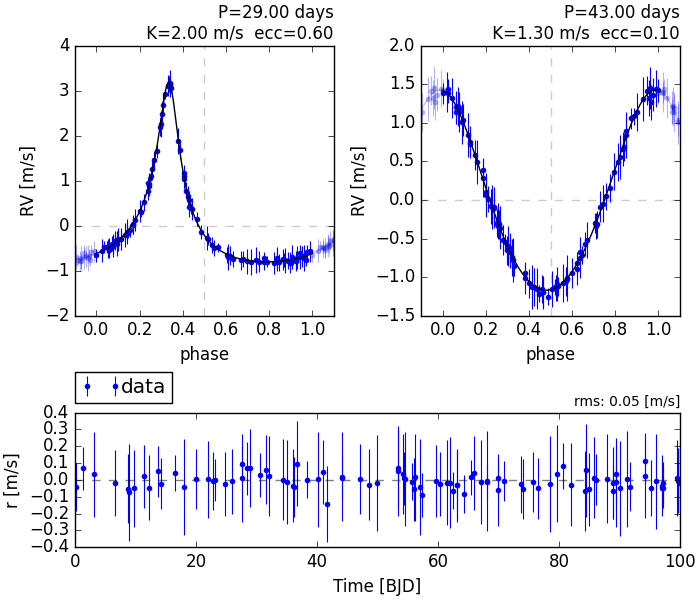 P=29.00 days
K=2.00 m/s ecc=0.60
4
3
2
1
0
−1
−2
RV [m/s]
0.0 0.2 0.4 0.6 0.8 1.0
phase
P=43.00 days
K=1.30 m/s ecc=0.10
2.0
1.5
1.0
0.5
0.0
−0.5
−1.0
−1.5
RV [m/s]
0.0 0.2 0.4 0.6 0.8 1.0
phase
data
rms: 0.05 [m/s]
0.4
0.3
0.2
0.1
0.0
−0.1
−0.2
−0.3
−0.4
r [m/s]
0 20 40 60 80 100
Time [BJD]